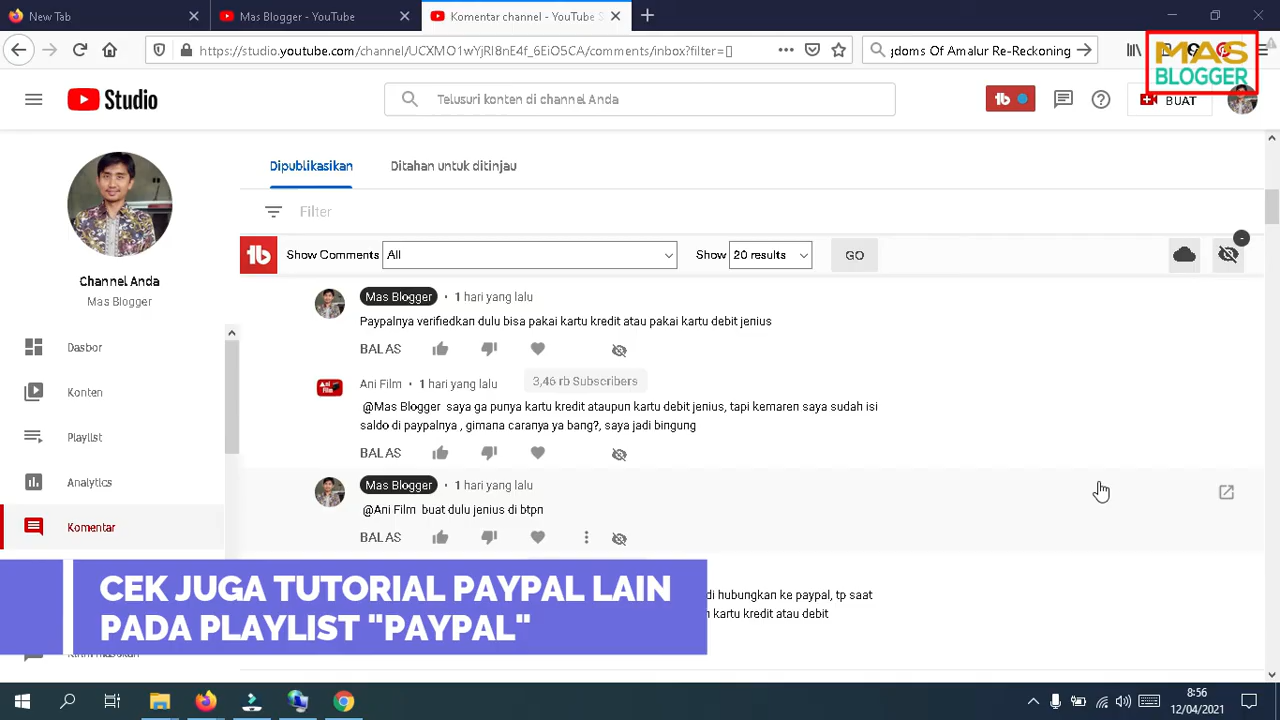 New Tab
Mas Blogger - YouTube
Komentar channel - YouTube S
https://studio.youtube.com/channel/UCXMO1wYjRI8nE4f_6EiO5CA/comments/inbox?filter=[]
gdoms Of Amalur Re-Reckoning
MAS
BLOGGER
Studio
Telusuri konten di channel Anda
BUAT
Dipublikasikan
Ditahan untuk ditinjau
Filter
Show Comments
All
Show
20 results
GO
Channel Anda
Mas Blogger
Dasbor
Konten
Playlist
Analytics
Komentar
Mas Blogger • 1 hari yang lalu
Paypalnya verifiedkan dulu bisa pakai kartu kredit atau pakai kartu debit jenius
BALAS
Ani Film • 1 hari yang lalu
3,46 rb Subscribers
@Mas Blogger saya ga punya kartu kredit ataupun kartu debit jenius, tapi kemaren saya sudah isi
saldo di paypalnya , gimana caranya ya bang?, saya jadi bingung
BALAS
Mas Blogger • 1 hari yang lalu
@Ani Film buat dulu jenius di btpn
BALAS
di hubungkan ke paypal, tp saat
kartu kredit atau debit
CEK JUGA TUTORIAL PAYPAL LAIN
PADA PLAYLIST "PAYPAL"
8:56
12/04/2021